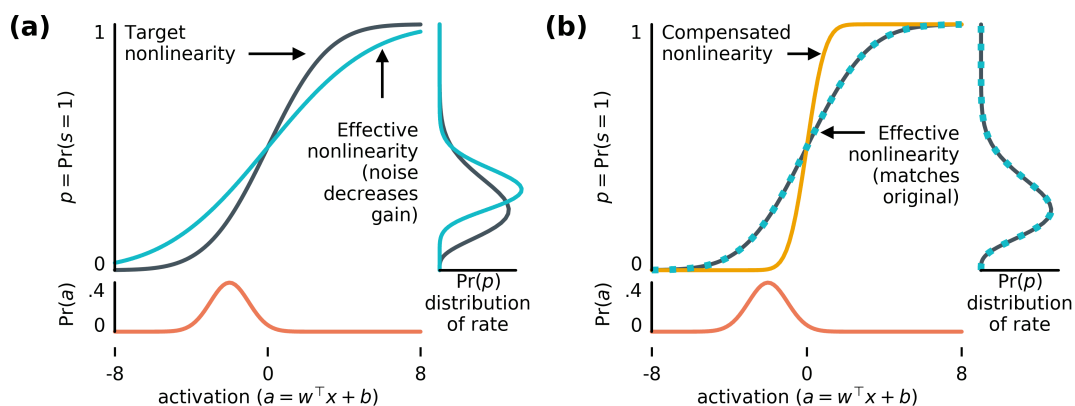 (a)
Target
nonlinearity
1
p = Pr(s = 1)
0
Effective
nonlinearity
(noise
decreases
gain)
Pr(a)
.4
0
Pr(p)
distribution
of rate
-8 0 8
activation (a = w⊤x + b)
(b)
Compensated
nonlinearity
1
p = Pr(s = 1)
0
Effective
nonlinearity
(matches
original)
Pr(a)
.4
0
Pr(p)
distribution
of rate
-8 0 8
activation (a = w⊤x + b)